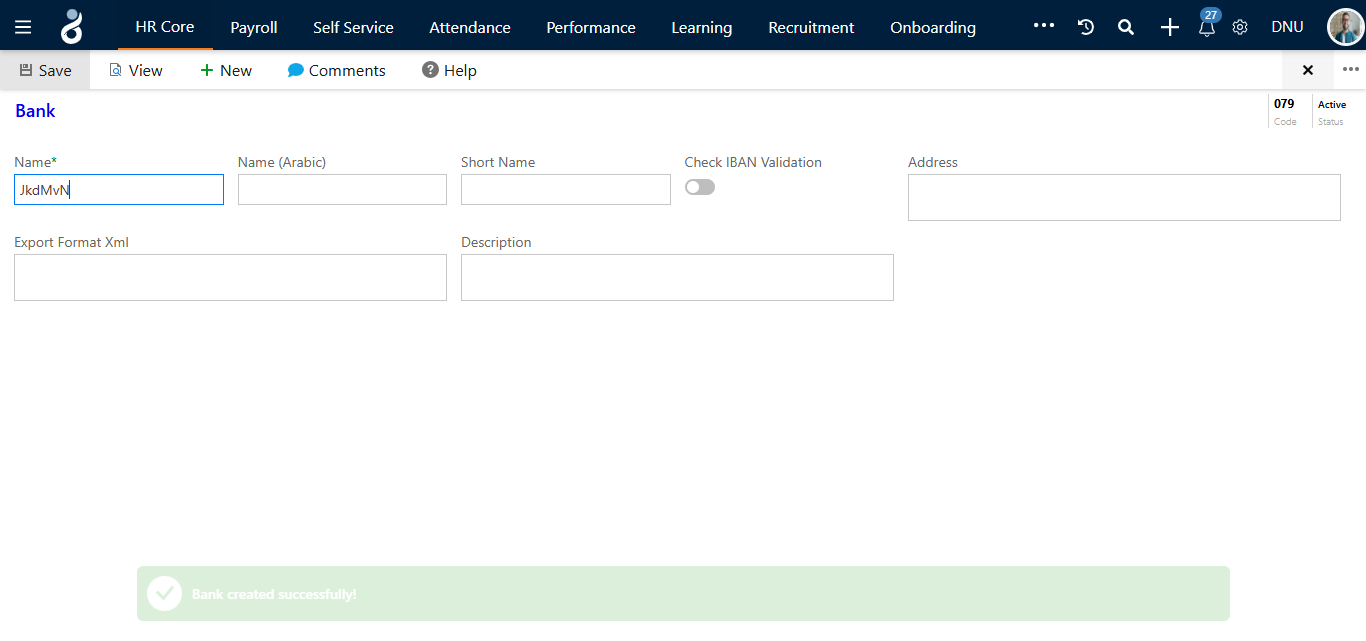 HR Core Payroll Self Service Attendance Performance Learning Recruitment Onboarding 27 DNU
Save View New Comments Help
Bank
079
Code
Active
Status
Name* Name (Arabic) Short Name Check IBAN Validation Address
JkdMvN
Export Format Xml Description
Bank created successfully!